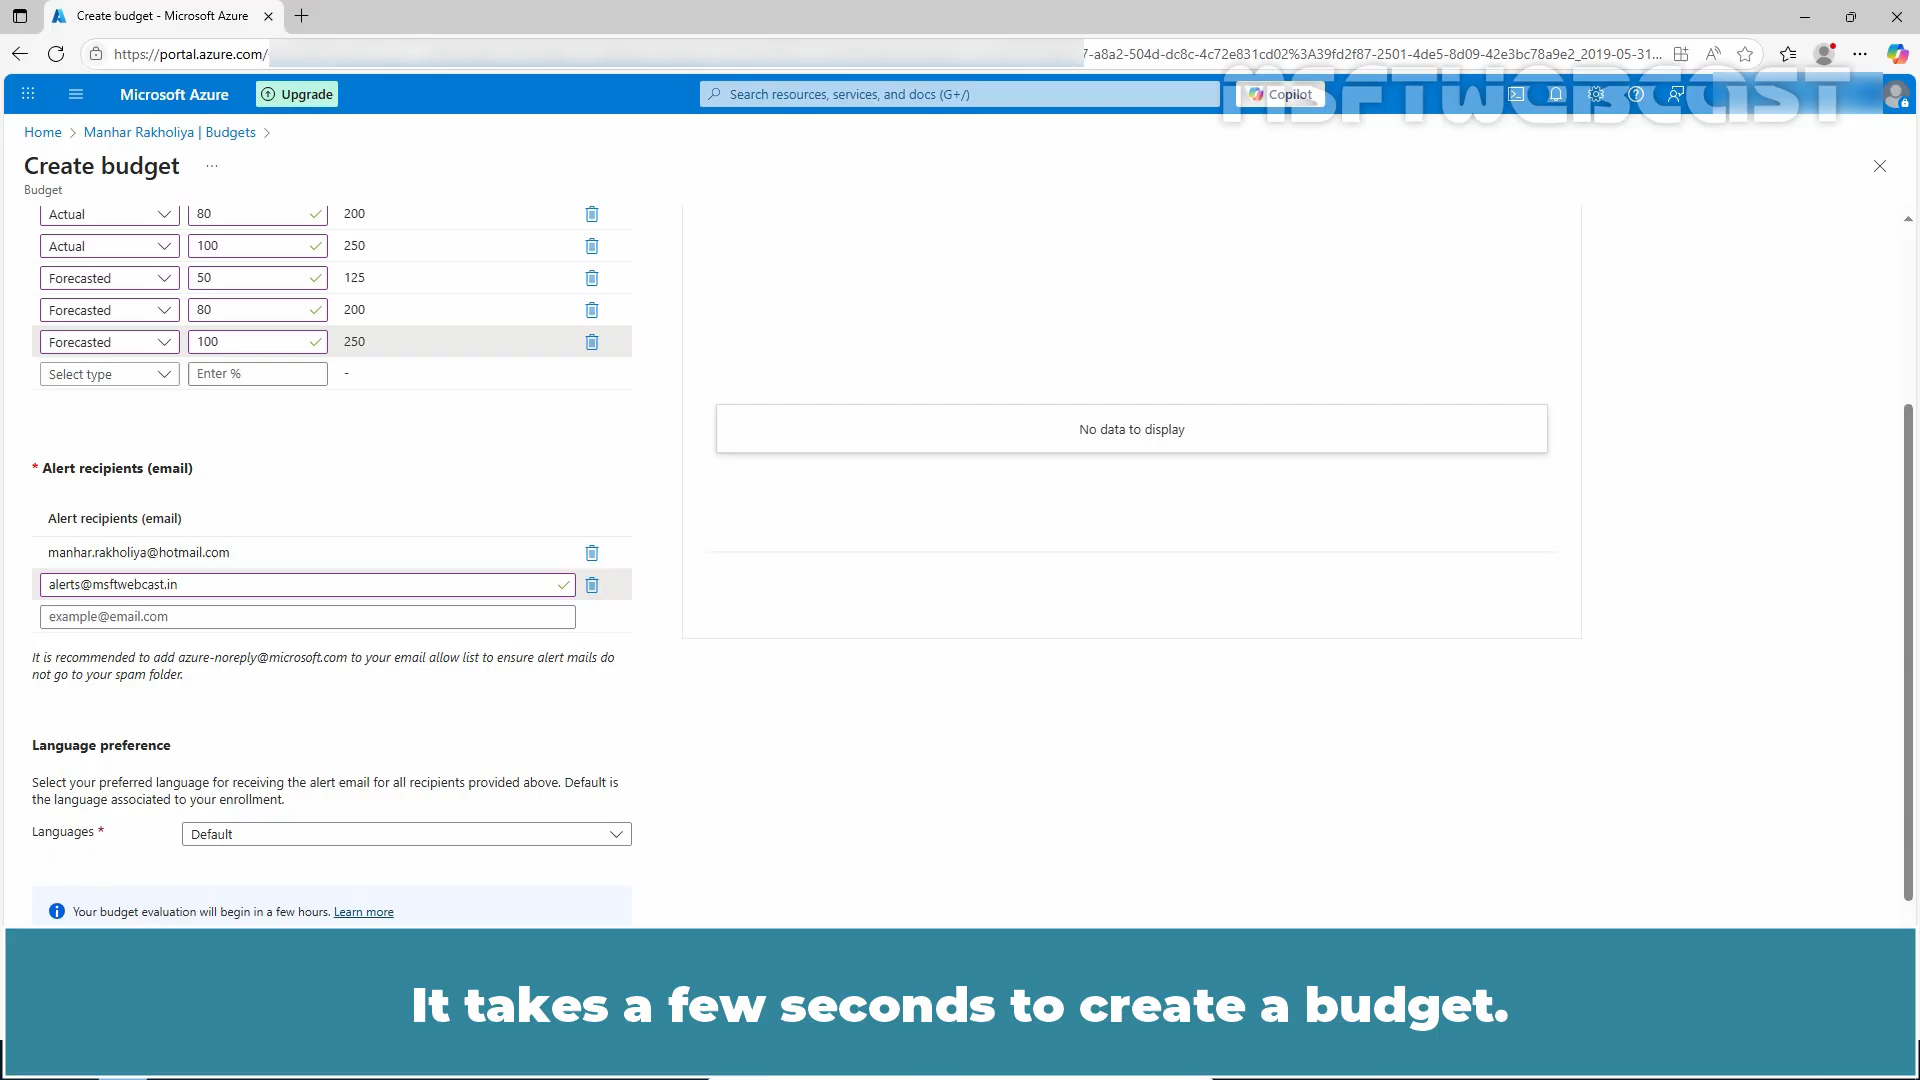 Create budget - Microsoft Azure
https://portal.azure.com/
7-a8a2-504d-dc8c-4c72e831cd02%3A39fd2f87-2501-4de5-8d09-42e3bc78a9e2_2019-05-31...
Microsoft Azure
Upgrade
Search resources, services, and docs (G+/)
Copilot
MSFTWEBCAST
Home > Manhar Rakholiya | Budgets >
Create budget ...
Budget
Actual 80 200
Actual 100 250
Forecasted 50 125
Forecasted 80 200
Forecasted 100 250
Select type Enter % -
No data to display
* Alert recipients (email)
Alert recipients (email)
manhar.rakholiya@hotmail.com
alerts@msftwebcast.in
example@email.com
It is recommended to add azure-noreply@microsoft.com to your email allow list to ensure alert mails do
not go to your spam folder.
Language preference
Select your preferred language for receiving the alert email for all recipients provided above. Default is
the language associated to your enrollment.
Languages * Default
Your budget evaluation will begin in a few hours. Learn more
It takes a few seconds to create a budget.